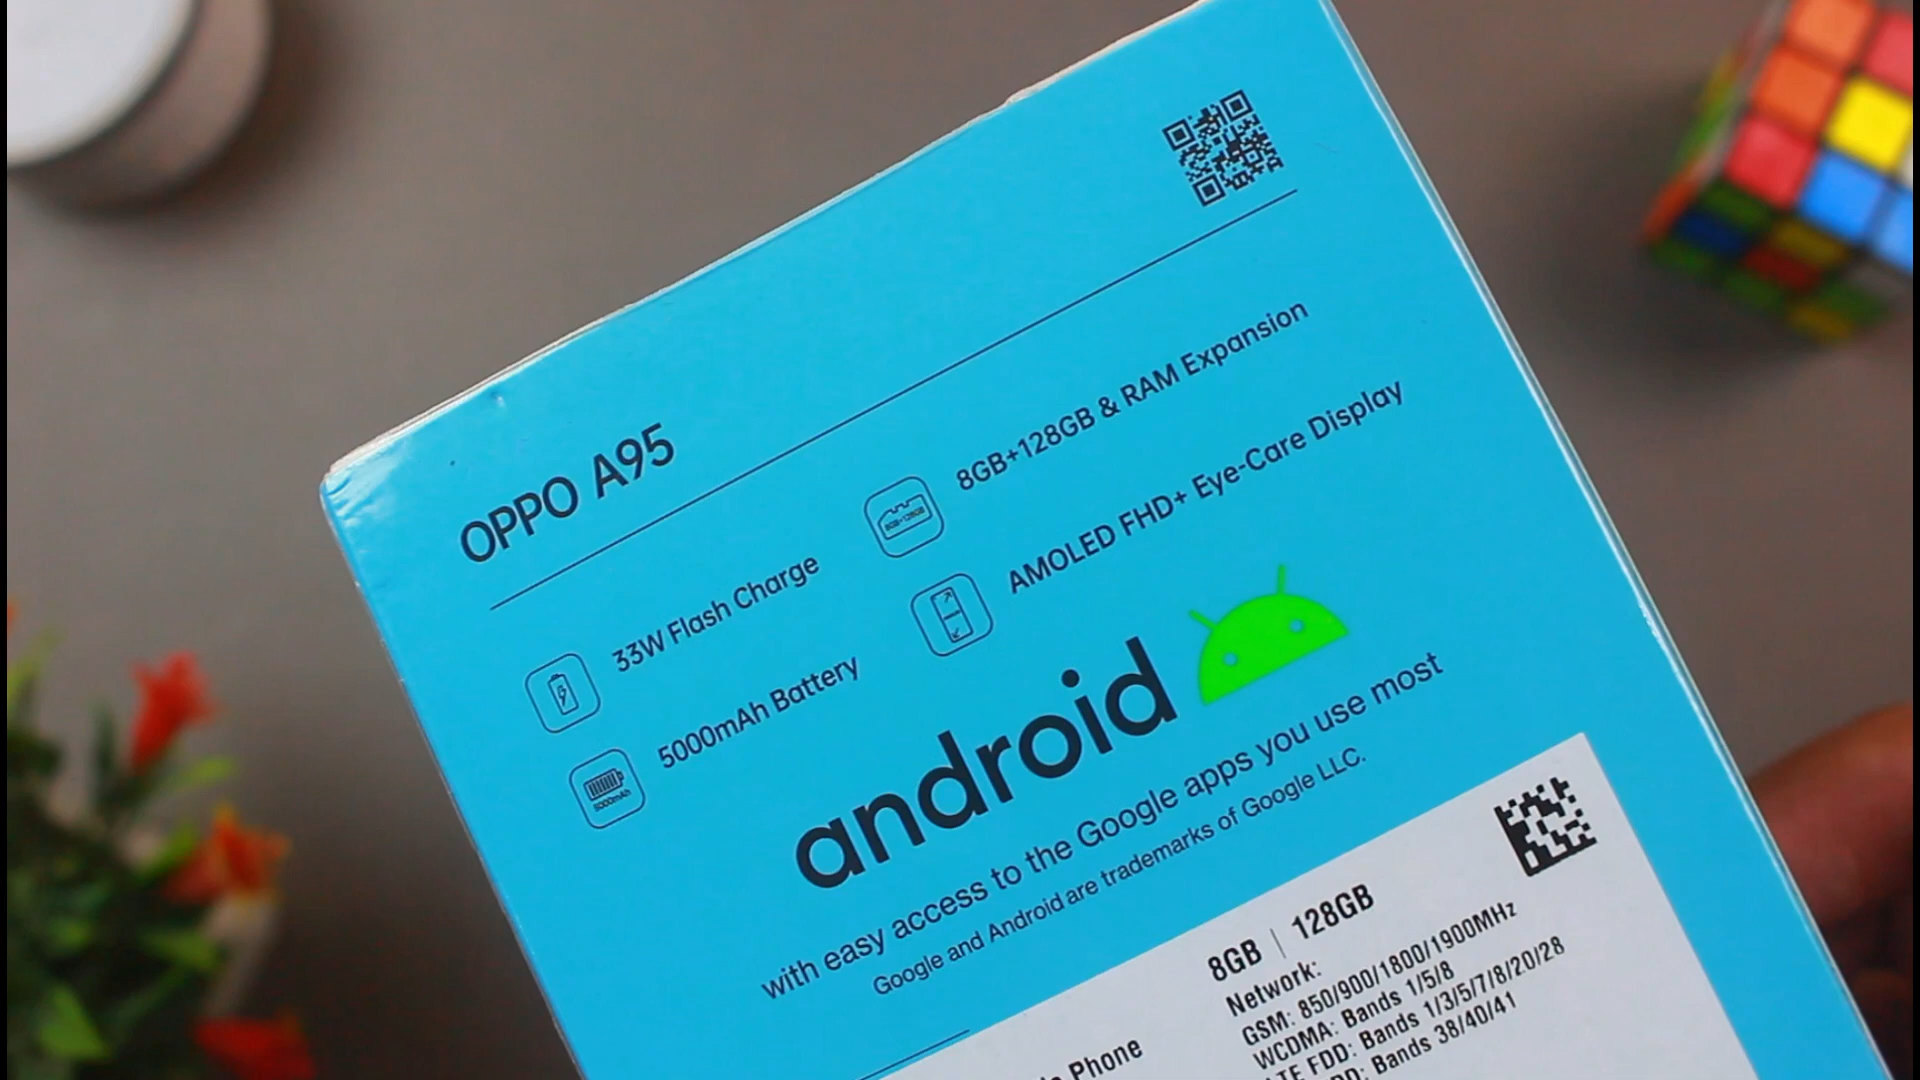 OPPO A95
33W Flash Charge
8GB+128GB & RAM Expansion
5000mAh Battery
AMOLED FHD+ Eye-Care Display
8GB+128GB
5000mAh
android
with easy access to the Google apps you use most
Google and Android are trademarks of Google LLC.
8GB | 128GB
Network:
GSM: 850/900/1800/1900MHz
WCDMA: Bands 1/5/8
FDD: Bands 1/3/5/7/8/20/28
Bands 38/40/41
Phone